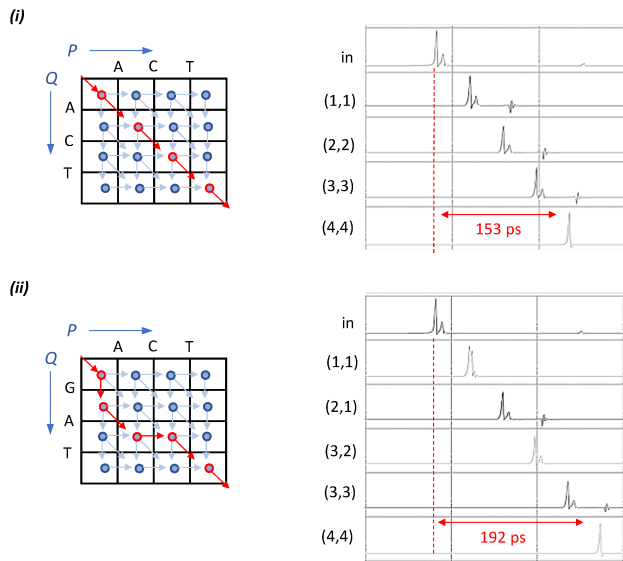 (i)
P
A C T
Q
A
C
T
in
(1,1)
(2,2)
(3,3)
(4,4)
153 ps
(ii)
P
A C T
Q
G
A
T
in
(1,1)
(2,1)
(3,2)
(3,3)
(4,4)
192 ps